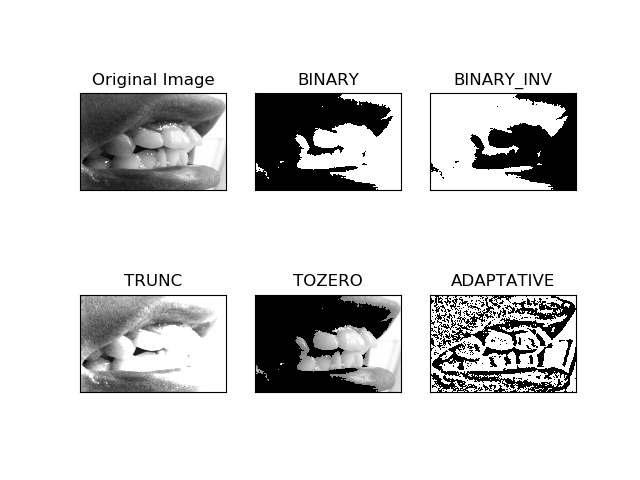 Original Image
BINARY
BINARY_INV
TRUNC
TOZERO
ADAPTATIVE